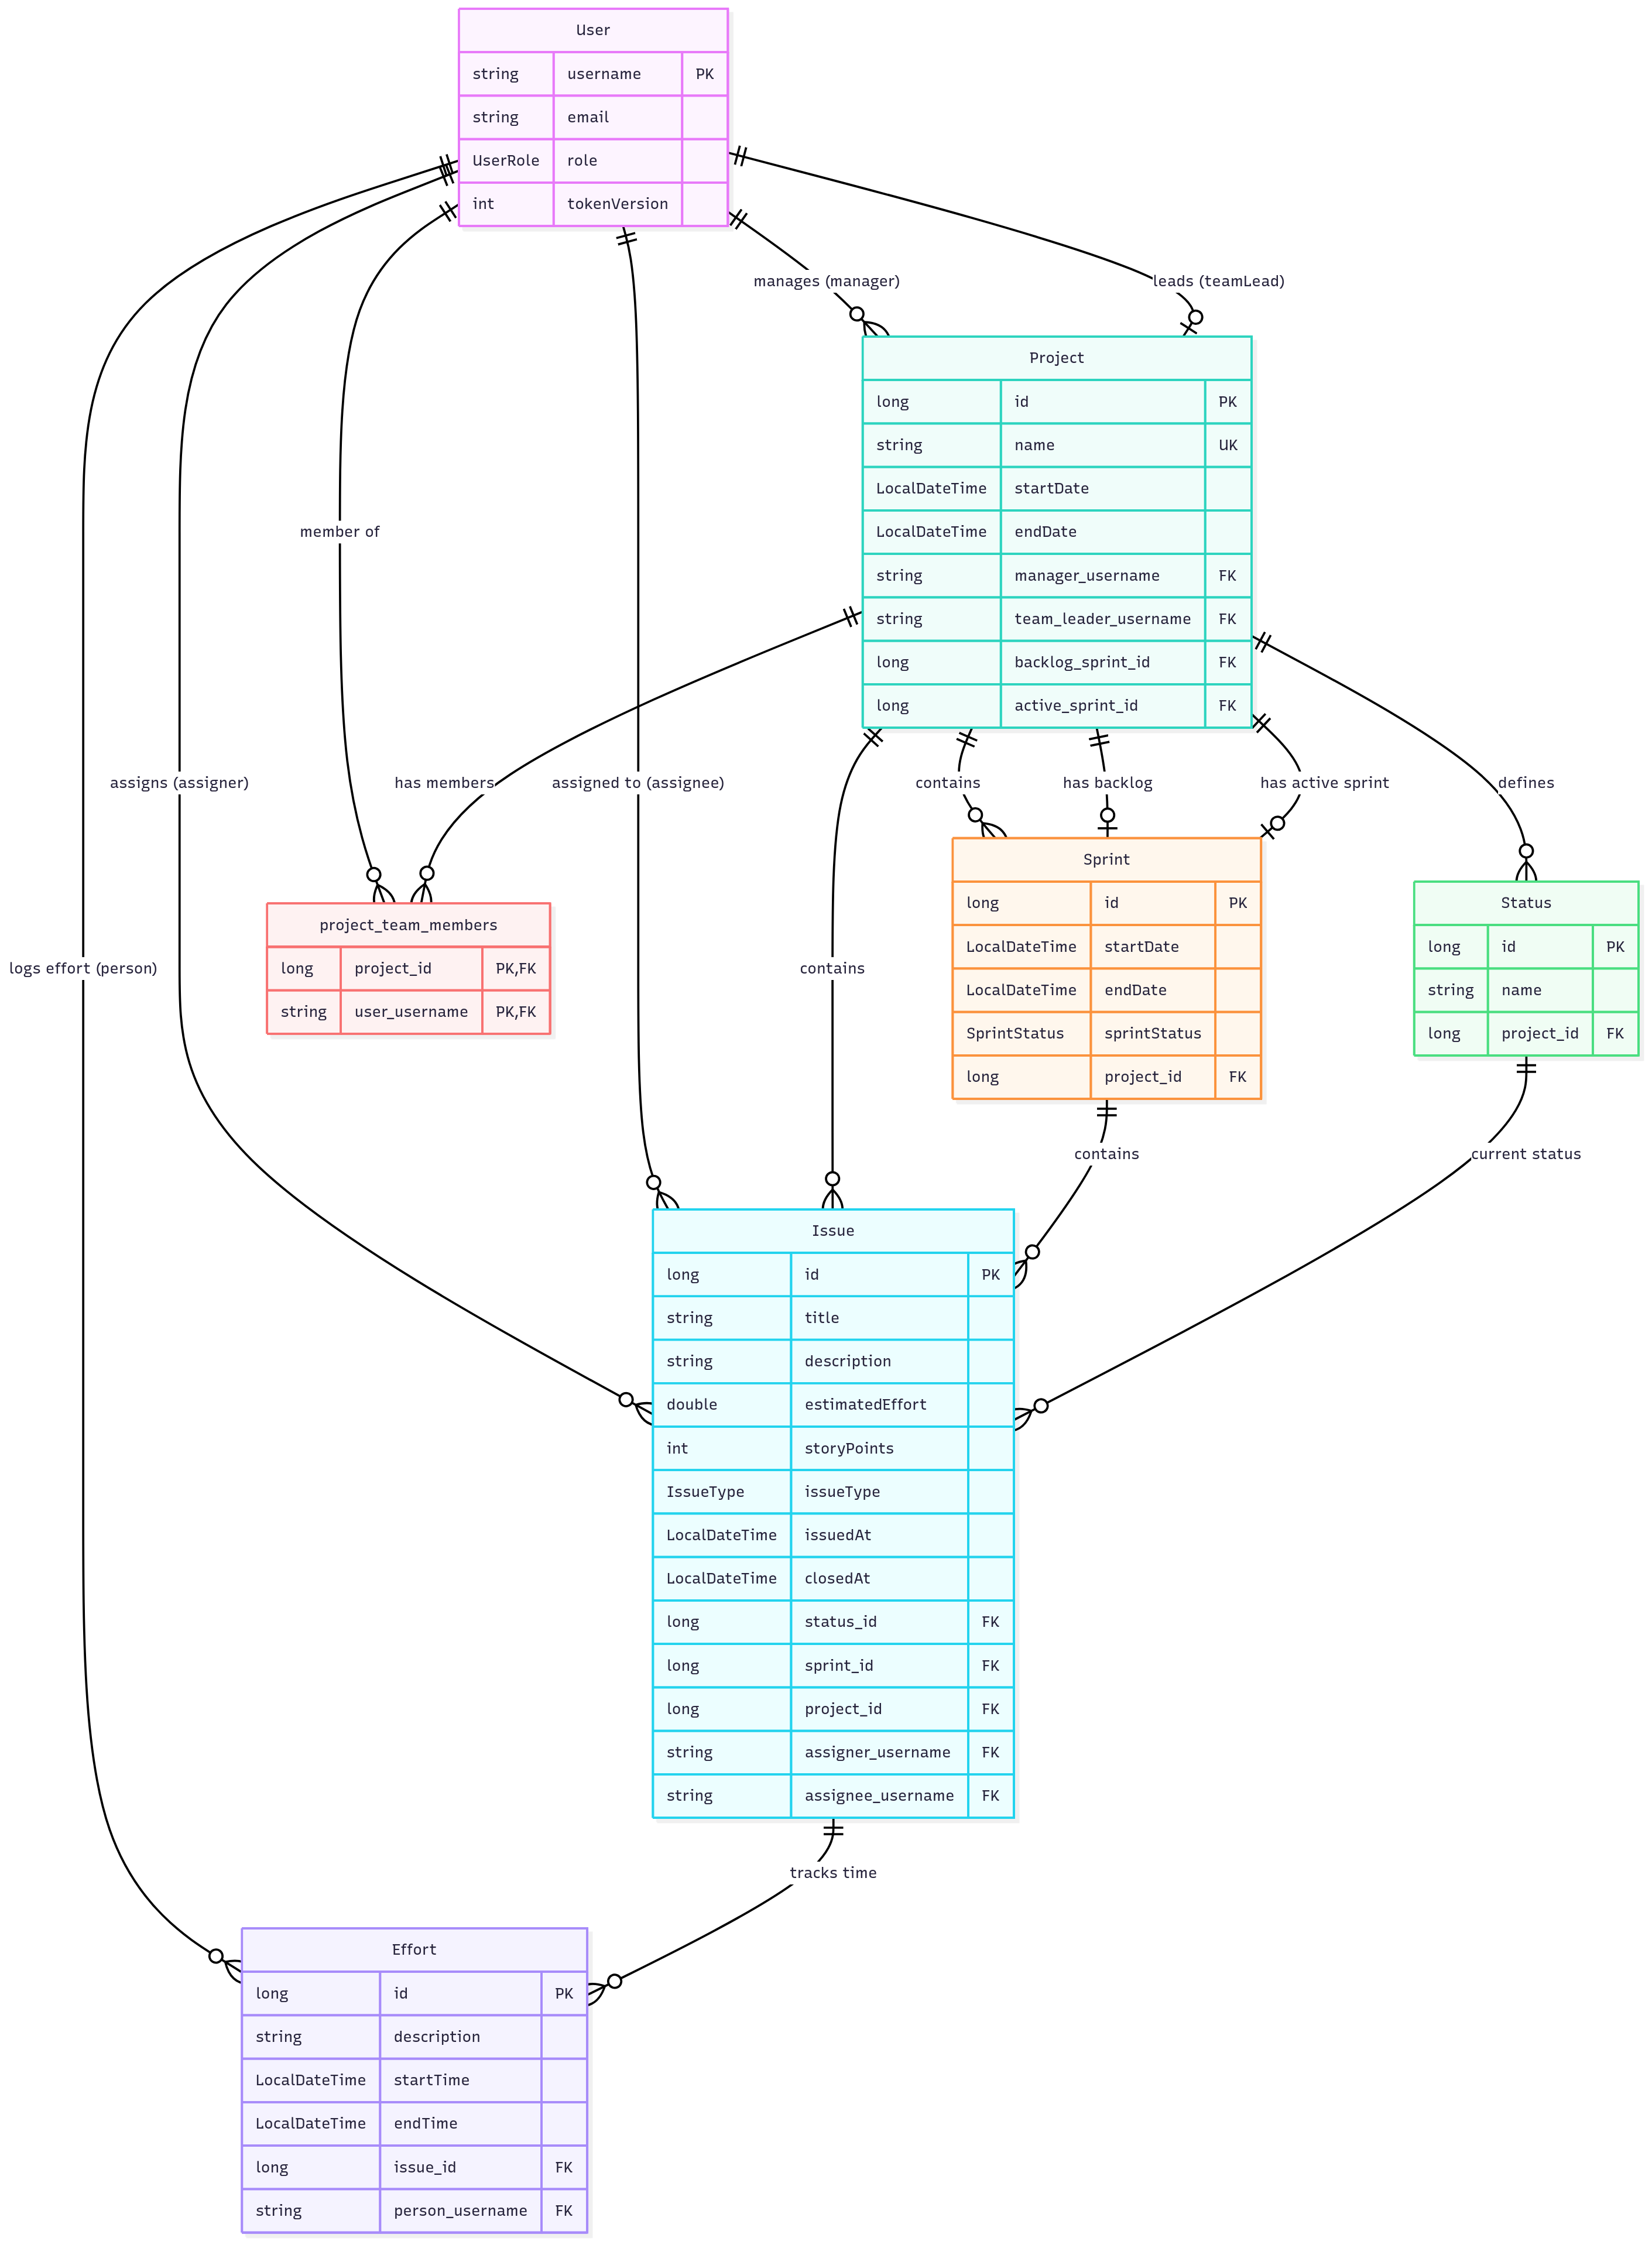 User
string username PK
string email
UserRole role
int tokenVersion
manages (manager)
leads (teamLead)
Project
long id PK
string name UK
LocalDateTime startDate
LocalDateTime endDate
string manager_username FK
string team_leader_username FK
long backlog_sprint_id FK
long active_sprint_id FK
member of
assigns (assigner)
has members
assigned to (assignee)
contains
has backlog
has active sprint
defines
project_team_members
long project_id PK,FK
string user_username PK,FK
logs effort (person)
contains
Sprint
long id PK
LocalDateTime startDate
LocalDateTime endDate
SprintStatus sprintStatus
long project_id FK
Status
long id PK
string name
long project_id FK
contains
current status
Issue
long id PK
string title
string description
double estimatedEffort
int storyPoints
IssueType issueType
LocalDateTime issuedAt
LocalDateTime closedAt
long status_id FK
long sprint_id FK
long project_id FK
string assigner_username FK
string assignee_username FK
tracks time
Effort
long id PK
string description
LocalDateTime startTime
LocalDateTime endTime
long issue_id FK
string person_username FK